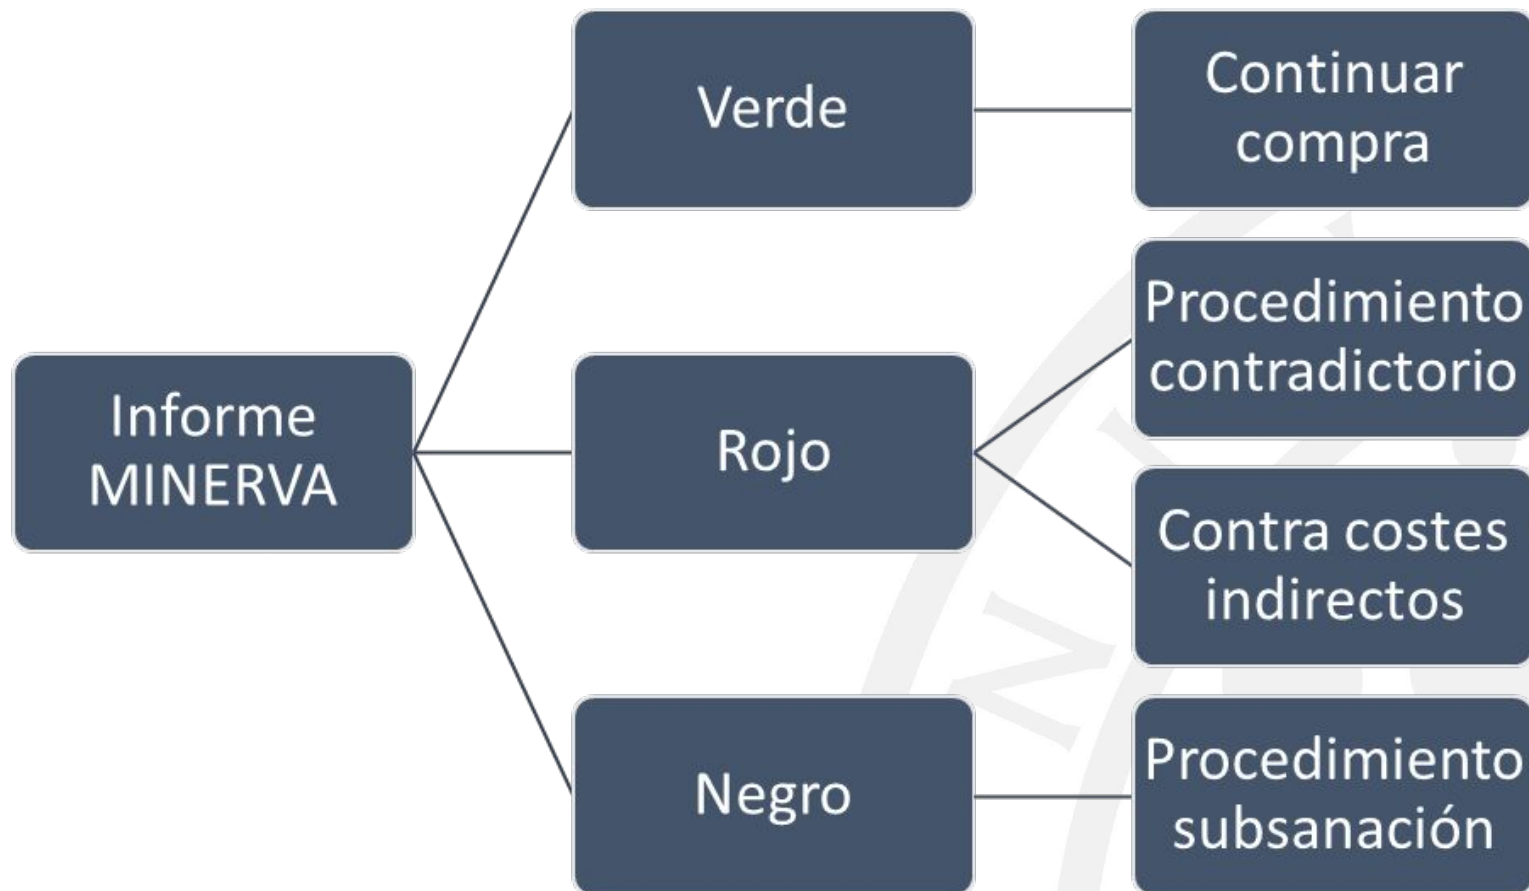 Verde
Continuar
compra
Informe
MINERVA
Rojo
Procedimiento
contradictorio
Contra costes
indirectos
Negro
Procedimiento
subsanación